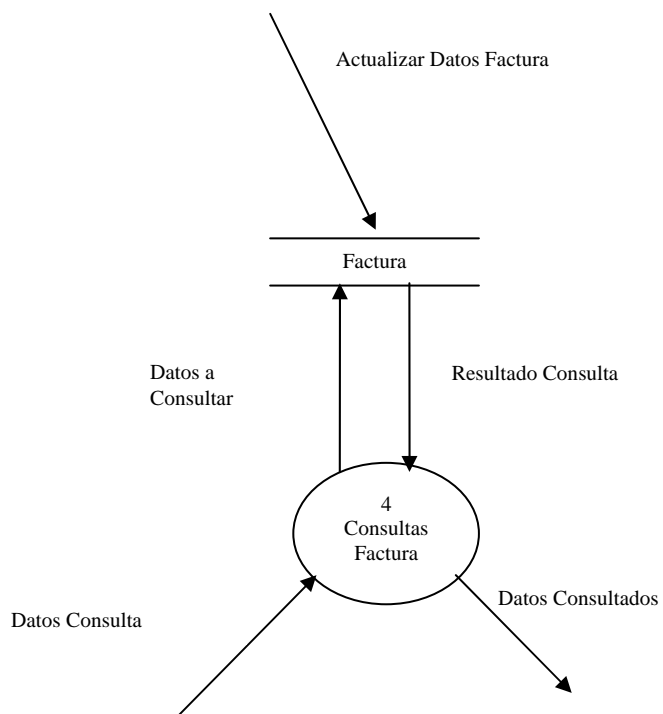 Actualizar Datos Factura
Factura
Datos a
Consultar
Resultado Consulta
4
Consultas
Factura
Datos Consulta
Datos Consultados